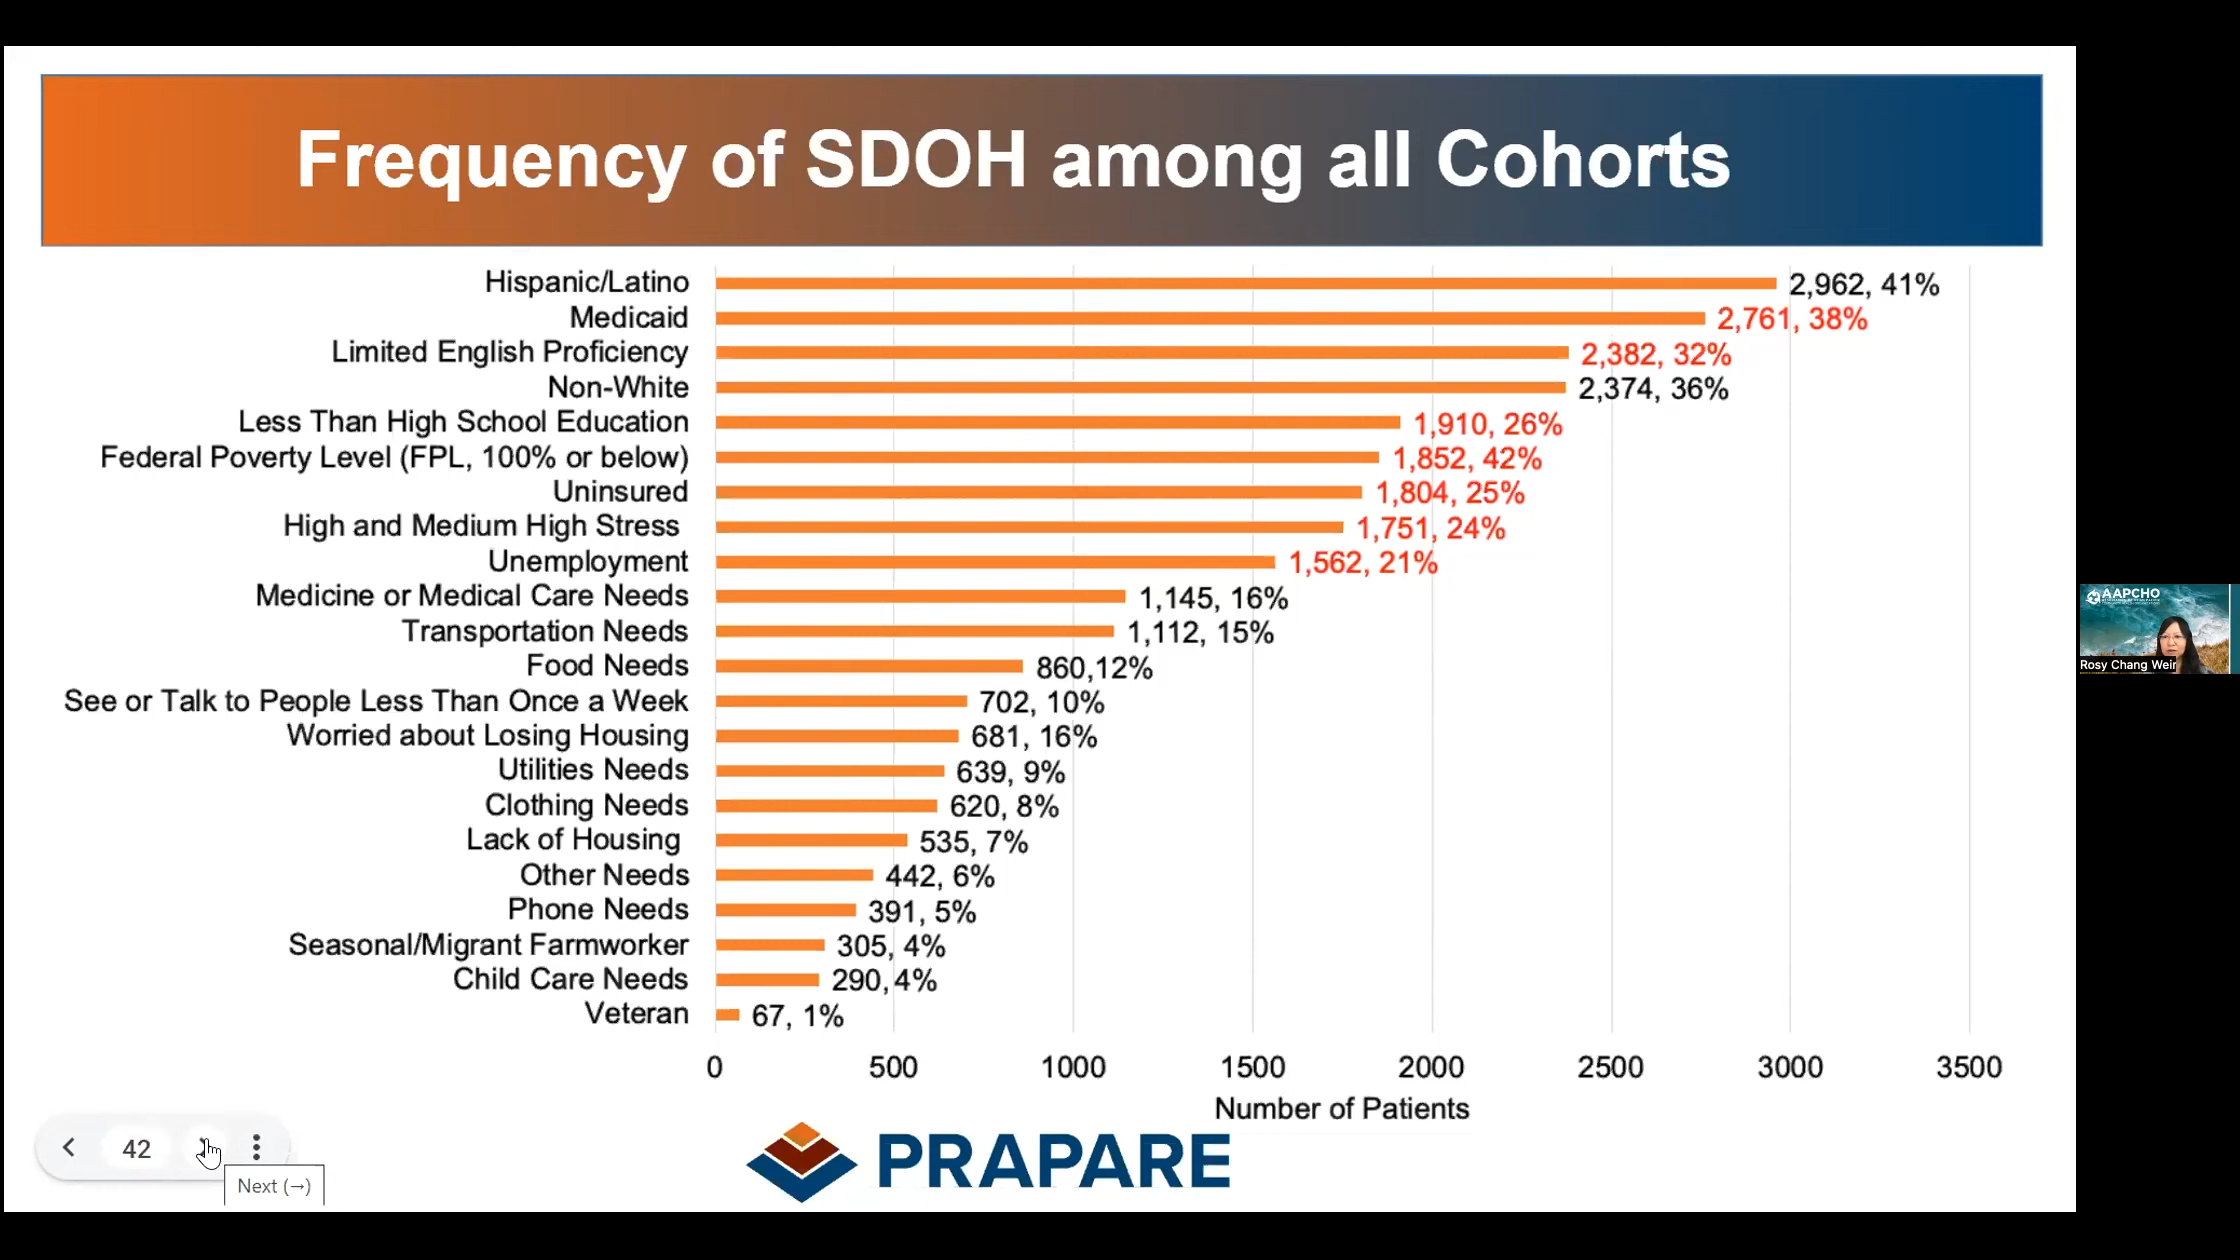 Frequency of SDOH among all Cohorts
Hispanic/Latino 2,962, 41%
Medicaid 2,761, 38%
Limited English Proficiency 2,382, 32%
Non-White 2,374, 36%
Less Than High School Education 1,910, 26%
Federal Poverty Level (FPL, 100% or below) 1,852, 42%
Uninsured 1,804, 25%
High and Medium High Stress 1,751, 24%
Unemployment 1,562, 21%
Medicine or Medical Care Needs 1,145, 16%
Transportation Needs 1,112, 15%
Food Needs 860,12%
See or Talk to People Less Than Once a Week 702, 10%
Worried about Losing Housing 681, 16%
Utilities Needs 639, 9%
Clothing Needs 620, 8%
Lack of Housing 535, 7%
Other Needs 442, 6%
Phone Needs 391, 5%
Seasonal/Migrant Farmworker 305, 4%
Child Care Needs 290, 4%
Veteran 67, 1%
0 500 1000 1500 2000 2500 3000 3500
Number of Patients
PRAPARE
42
Next (→)
AAPCHO
Rosy Chang Weir